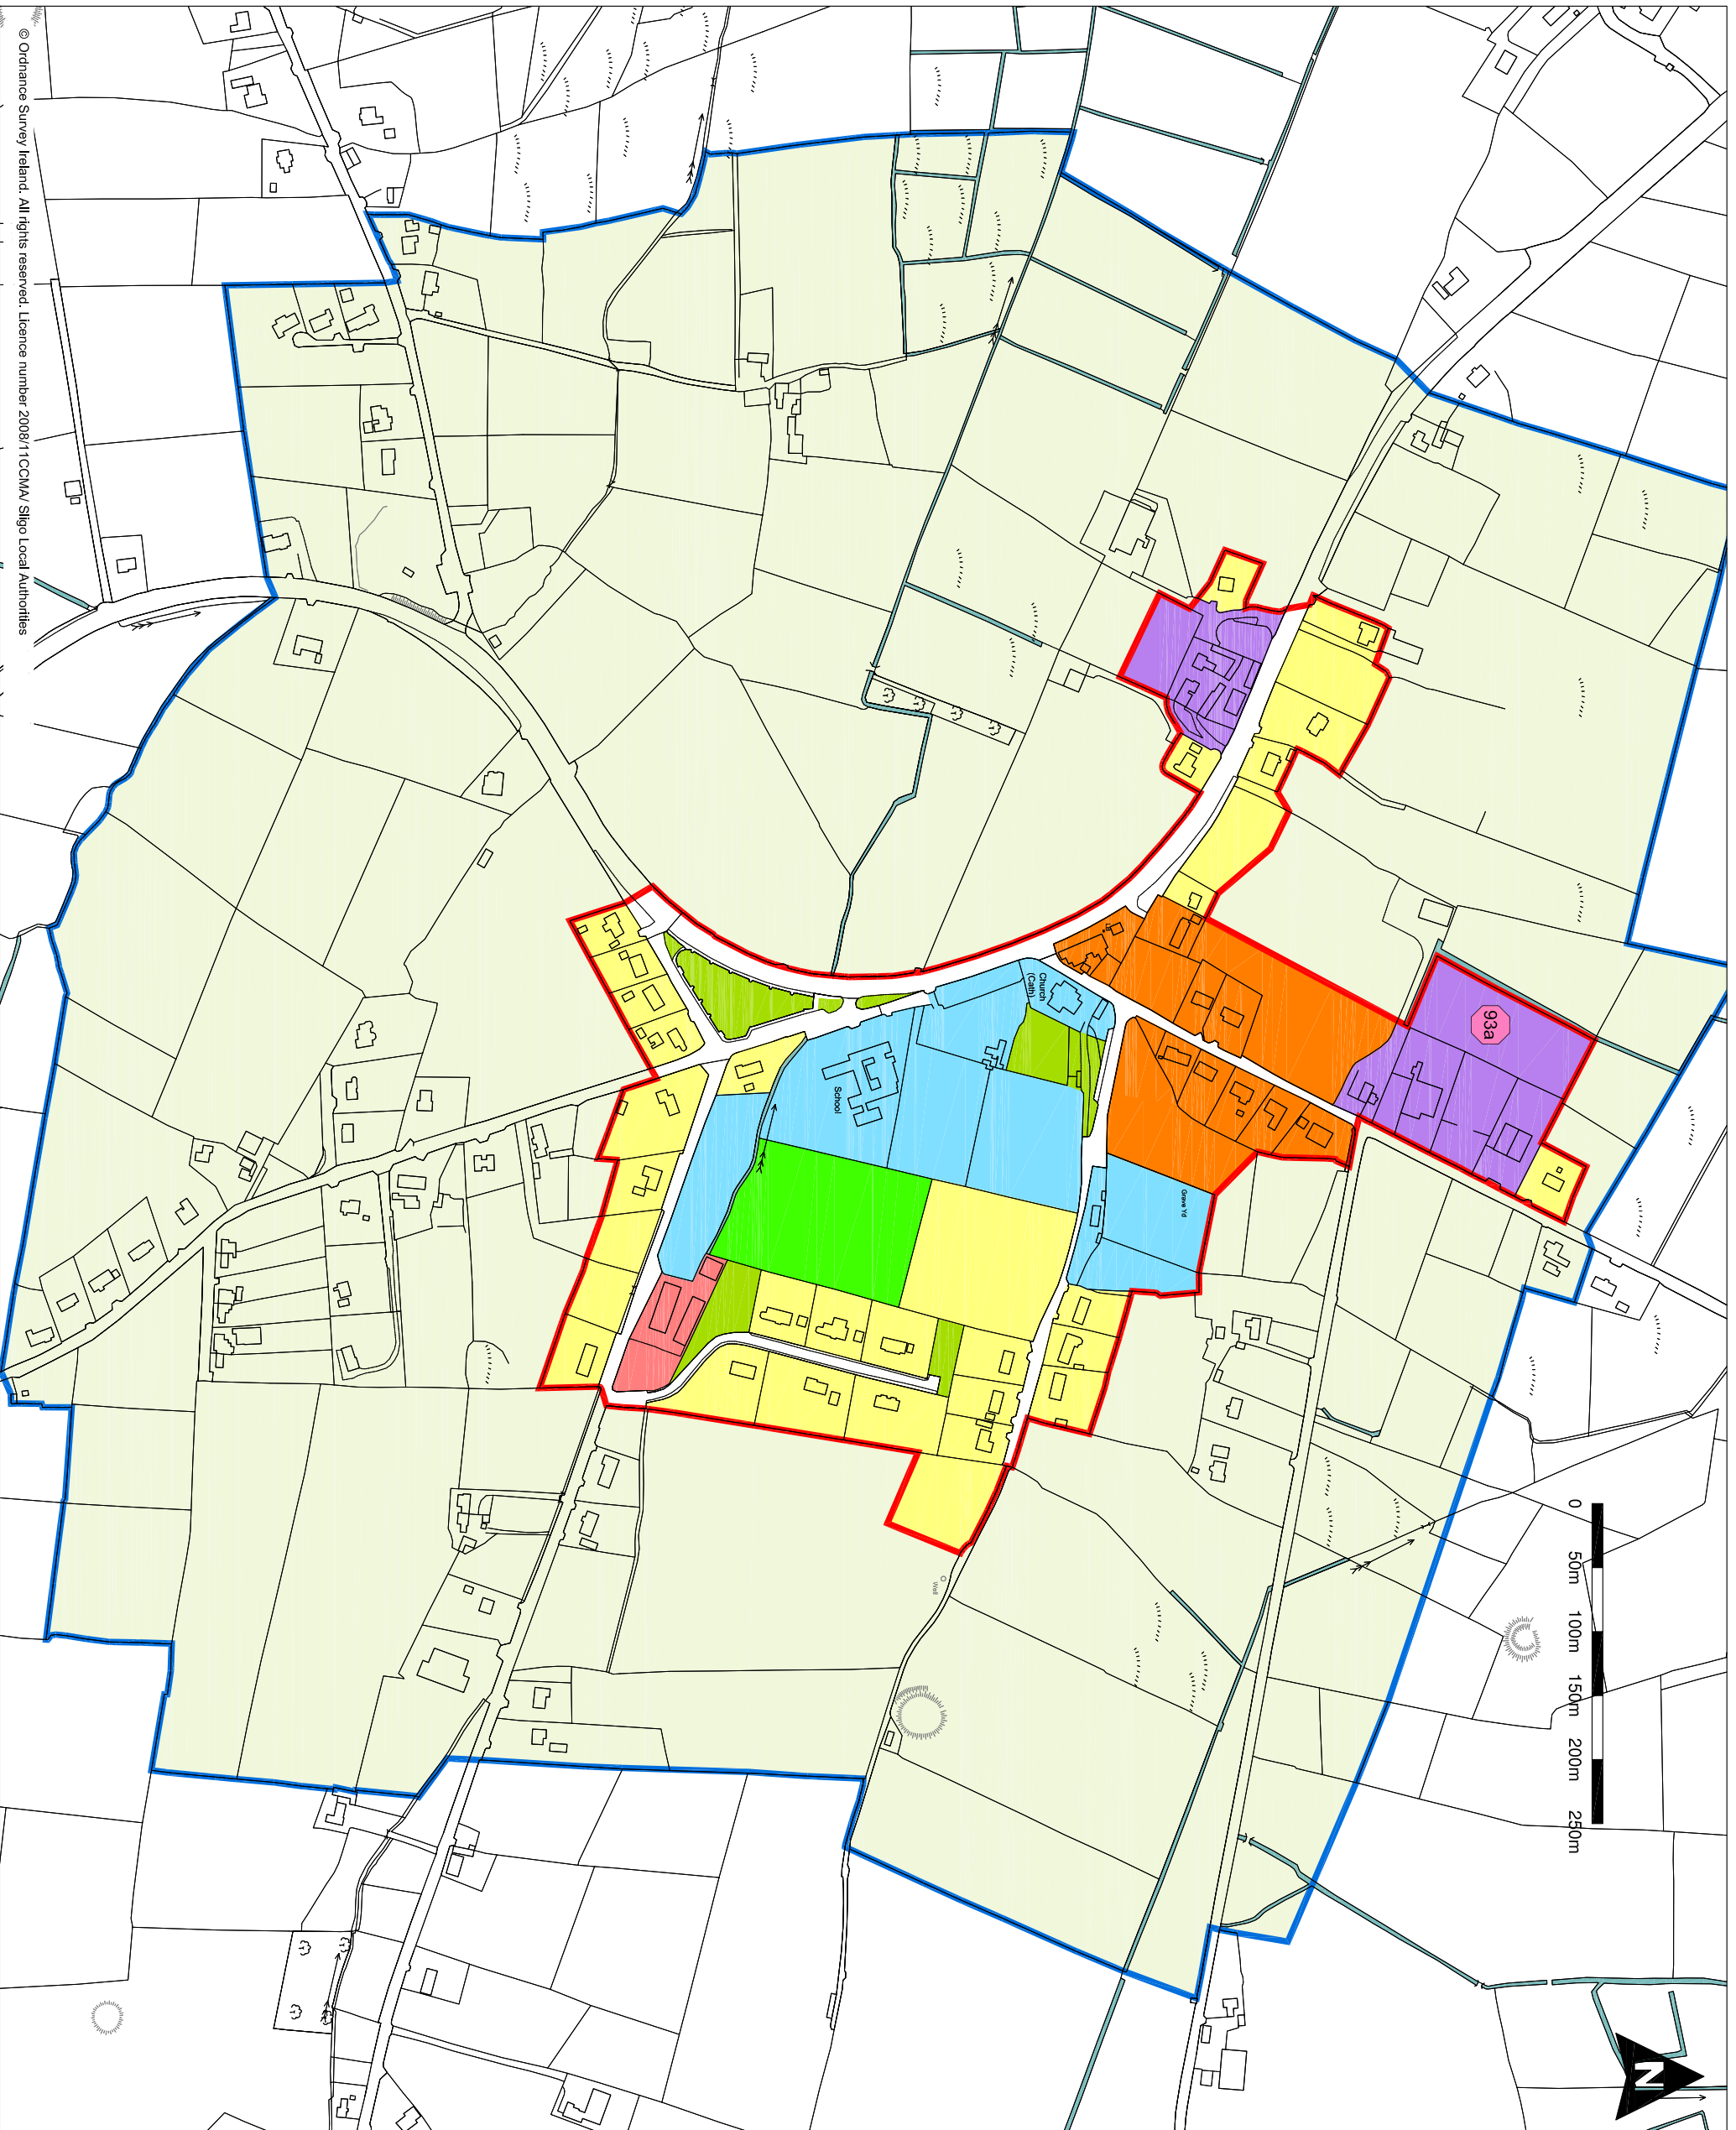 © Ordnance Survey Ireland. All rights reserved. Licence number 2008/11CCMA/ Sligo Local Authorities
93a
Church
(Cath)
School
Grave Yd
Well
0 50m 100m 150m 200m 250m
N